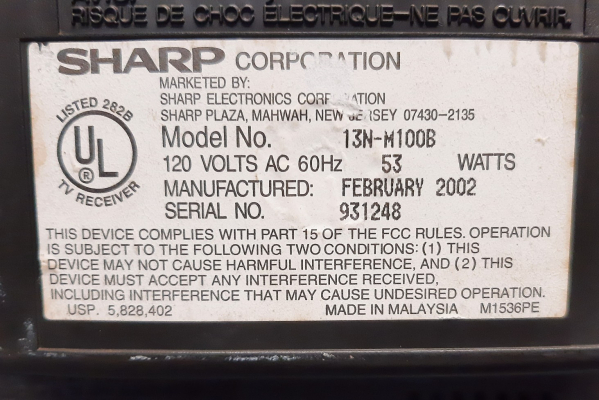 RISQUE DE CHOC ÉLECTRIQUE-NE PAS OUVRIR.
SHARP CORPORATION
MARKETED BY:
SHARP ELECTRONICS CORPORATION
SHARP PLAZA, MAHWAH, NEW JERSEY 07430-2135
LISTED 282B
UL ®
TV RECEIVER
Model No. 13N-M100B
120 VOLTS AC 60Hz 53 WATTS
MANUFACTURED: FEBRUARY 2002
SERIAL NO. 931248
THIS DEVICE COMPLIES WITH PART 15 OF THE FCC RULES. OPERATION
IS SUBJECT TO THE FOLLOWING TWO CONDITIONS: (1) THIS
DEVICE MAY NOT CAUSE HARMFUL INTERFERENCE, AND (2) THIS
DEVICE MUST ACCEPT ANY INTERFERENCE RECEIVED,
INCLUDING INTERFERENCE THAT MAY CAUSE UNDESIRED OPERATION.
USP. 5,828,402 MADE IN MALAYSIA M1536PE